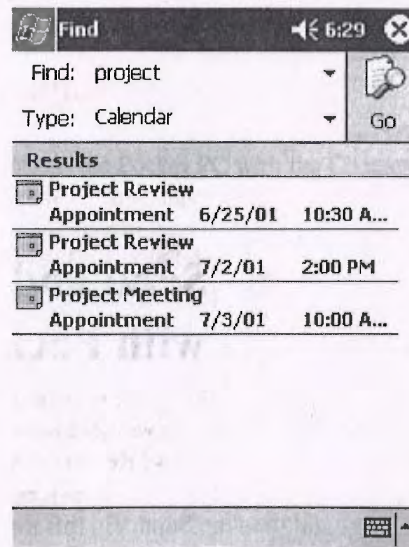 Find 6:29
Find: project
Type: Calendar
Go
Results
Project Review
Appointment 6/25/01 10:30 A...
Project Review
Appointment 7/2/01 2:00 PM
Project Meeting
Appointment 7/3/01 10:00 A...